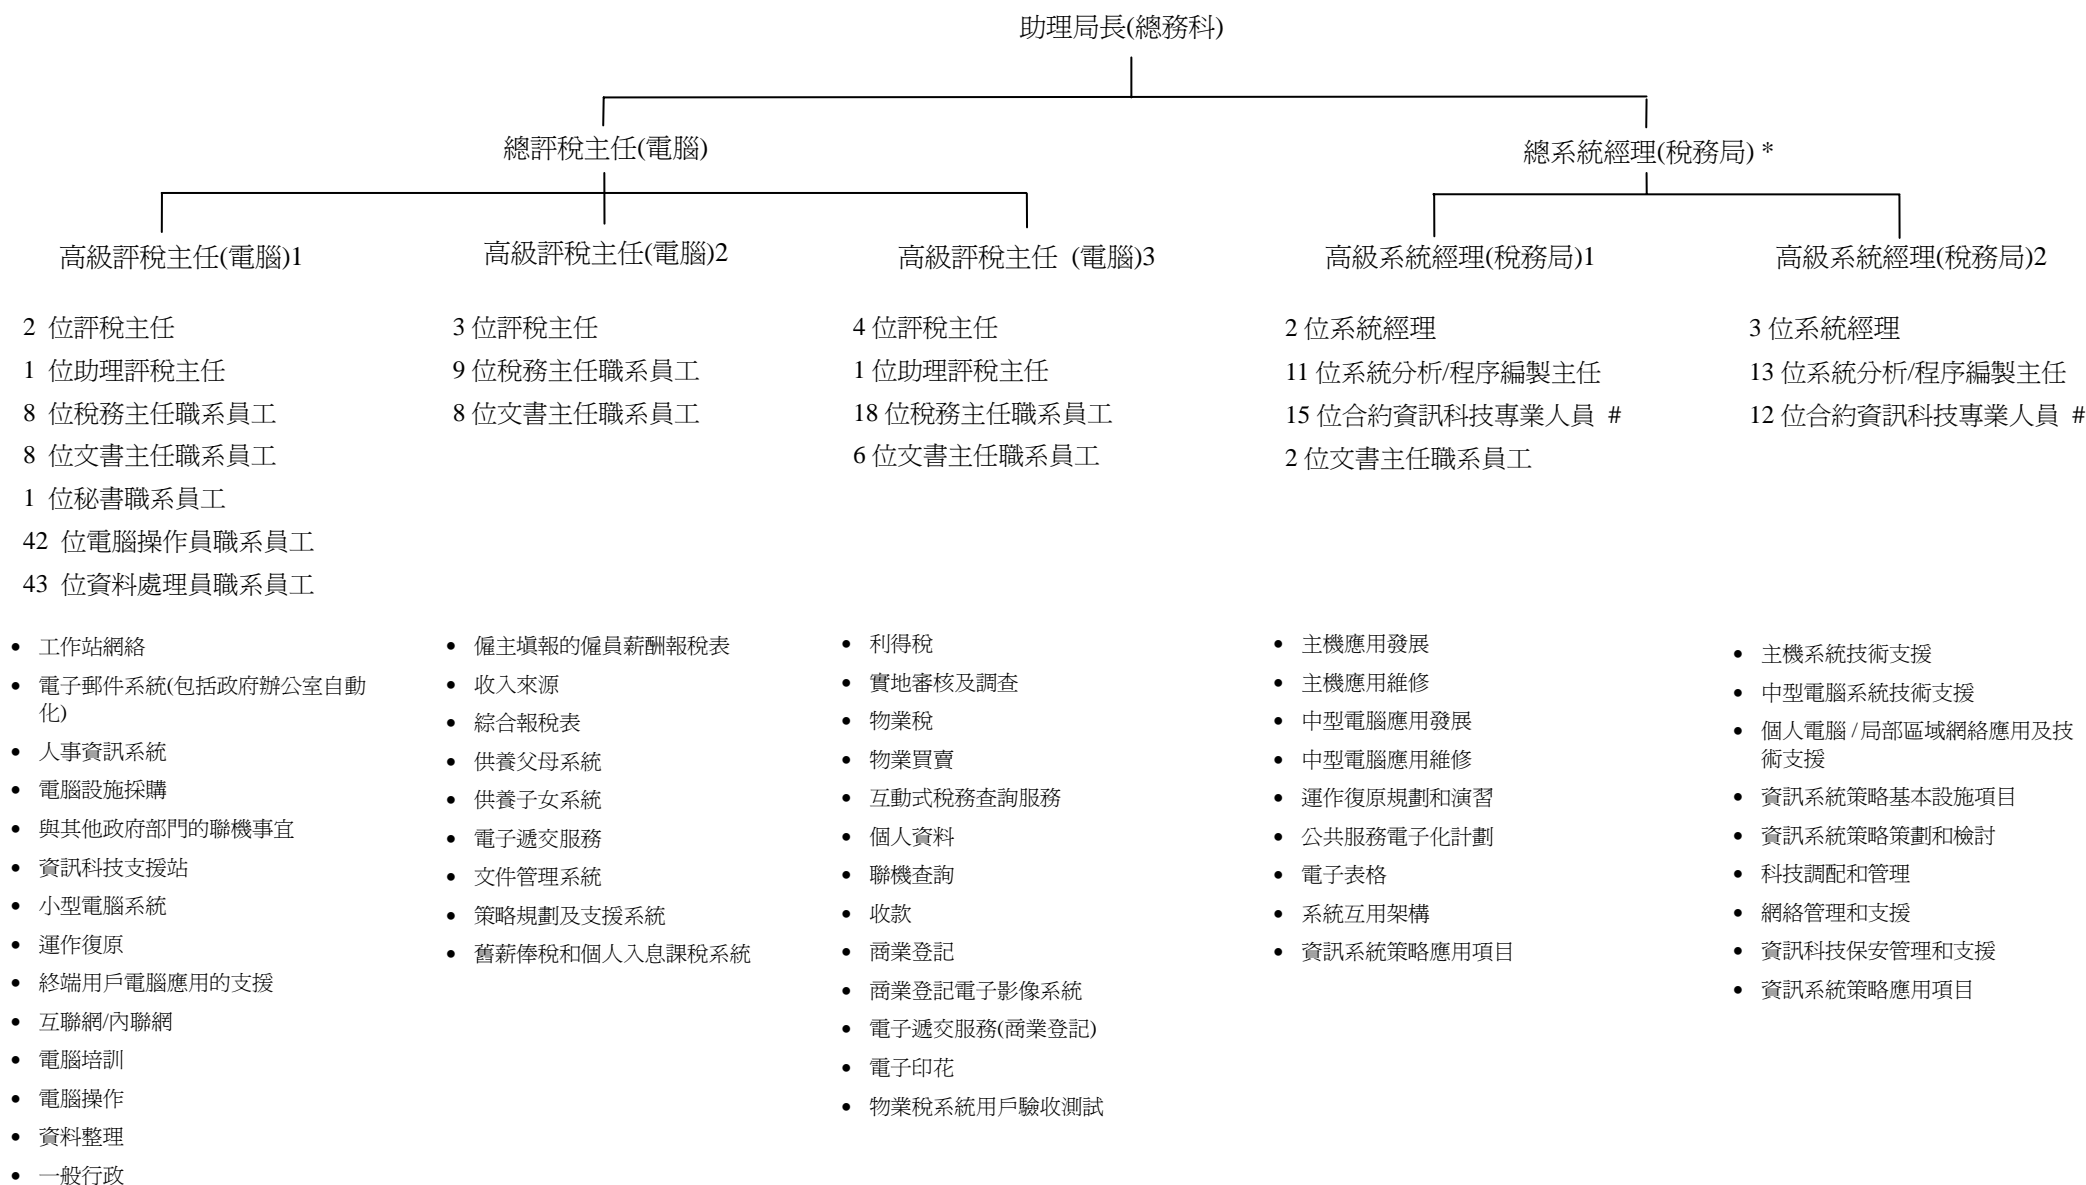 助理局長(總務科)
總評稅主任(電腦)
總系統經理(稅務局) *
高級評稅主任(電腦)1
高級評稅主任(電腦)2
高級評稅主任 (電腦)3
高級系統經理(稅務局)1
高級系統經理(稅務局)2
2 位評稅主任
1 位助理評稅主任
8 位稅務主任職系員工
8 位文書主任職系員工
1 位秘書職系員工
42 位電腦操作員職系員工
43 位資料處理員職系員工
3 位評稅主任
9 位稅務主任職系員工
8 位文書主任職系員工
4 位評稅主任
1 位助理評稅主任
18 位稅務主任職系員工
6 位文書主任職系員工
2 位系統經理
11 位系統分析/程序編製主任
15 位合約資訊科技專業人員 #
2 位文書主任職系員工
3 位系統經理
13 位系統分析/程序編製主任
12 位合約資訊科技專業人員 #
• 工作站網絡
• 電子郵件系統(包括政府辦公室自動
化)
• 人事資訊系統
• 電腦設施採購
• 與其他政府部門的聯機事宜
• 資訊科技支援站
• 小型電腦系統
• 運作復原
• 終端用戶電腦應用的支援
• 互聯網/內聯網
• 電腦培訓
• 電腦操作
• 資料整理
• 一般行政
• 僱主填報的僱員薪酬報稅表
• 收入來源
• 綜合報稅表
• 供養父母系統
• 供養子女系統
• 電子遞交服務
• 文件管理系統
• 策略規劃及支援系統
• 舊薪俸稅和個人入息課稅系統
• 利得稅
• 實地審核及調查
• 物業稅
• 物業買賣
• 互動式稅務查詢服務
• 個人資料
• 聯機查詢
• 收款
• 商業登記
• 商業登記電子影像系統
• 電子遞交服務(商業登記)
• 電子印花
• 物業稅系統用戶驗收測試
• 主機應用發展
• 主機應用維修
• 中型電腦應用發展
• 中型電腦應用維修
• 運作復原規劃和演習
• 公共服務電子化計劃
• 電子表格
• 系統互用架構
• 資訊系統策略應用項目
• 主機系統技術支援
• 中型電腦系統技術支援
• 個人電腦 / 局部區域網絡應用及技
術支援
• 資訊系統策略基本設施項目
• 資訊系統策略策劃和檢討
• 科技調配和管理
• 網絡管理和支援
• 資訊科技保安管理和支援
• 資訊系統策略應用項目